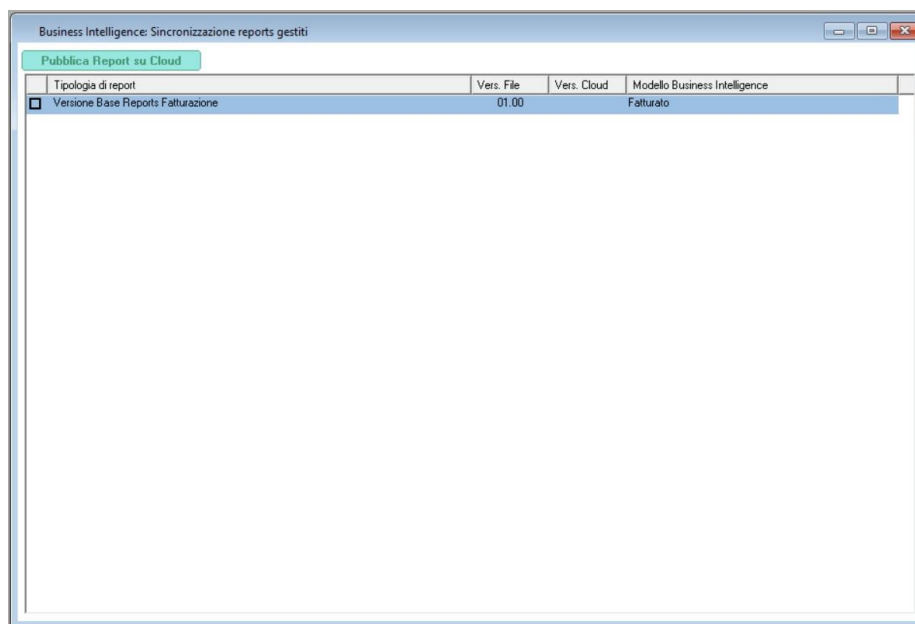 Business Intelligence: Sincronizzazione reports gestiti
Pubblica Report su Cloud
Tipologia di report Vers. File Vers. Cloud Modello Business Intelligence
Versione Base Reports Fatturazione 01.00 Fatturato